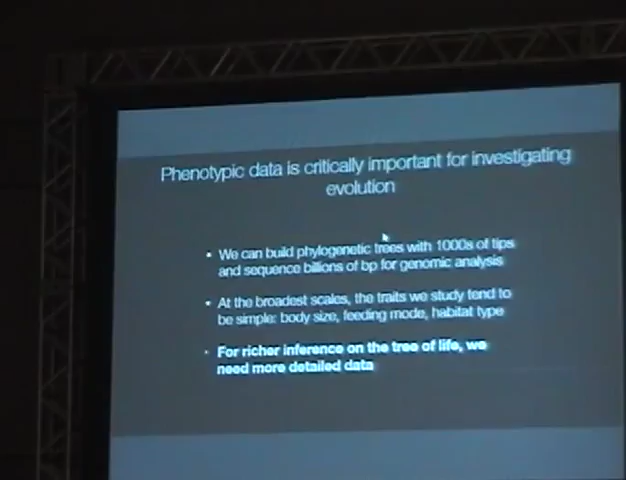 Phenotypic data is critically important for investigating
evolution
• We can build phylogenetic trees with 1000s of tips
and sequence billions of bp for genomic analysis
• At the broadest scales, the traits we study tend to
be simple: body size, feeding mode, habitat type
• For richer inference on the tree of life, we
need more detailed data